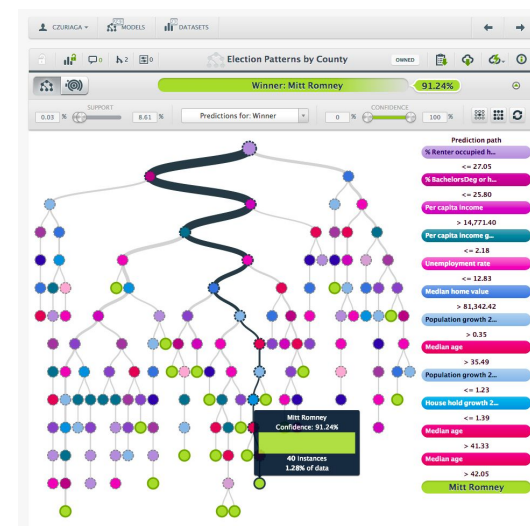 CZURIAGA
MODELS
DATASETS
0
2
0
Election Patterns by County
OWNED
Winner: Mitt Romney
91.24%
SUPPORT
CONFIDENCE
0.03 %
8.61 %
Predictions for: Winner
0 %
100 %
Prediction path
% Renter occupied h...
<= 27.05
% BachelorsDeg or h...
<= 25.80
Per capita income
> 14,771.40
Per capita income g...
<= 2.18
Unemployment rate
<= 12.83
Median home value
> 81,342.42
Population growth 2...
> 0.35
Median age
> 35.49
Population growth 2...
<= 1.23
House hold growth 2...
<= 1.39
Median age
> 41.33
Median age
> 42.05
Mitt Romney
Mitt Romney
Confidence: 91.24%
40 instances
1.28% of data